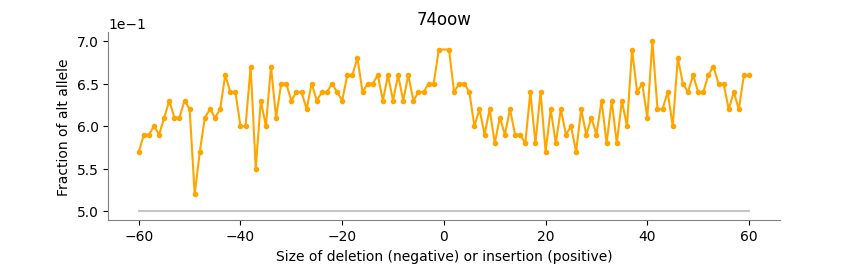 74oow
1e−1
7.0
6.5
6.0
5.5
5.0
Fraction of alt allele
−60 −40 −20 0 20 40 60
Size of deletion (negative) or insertion (positive)